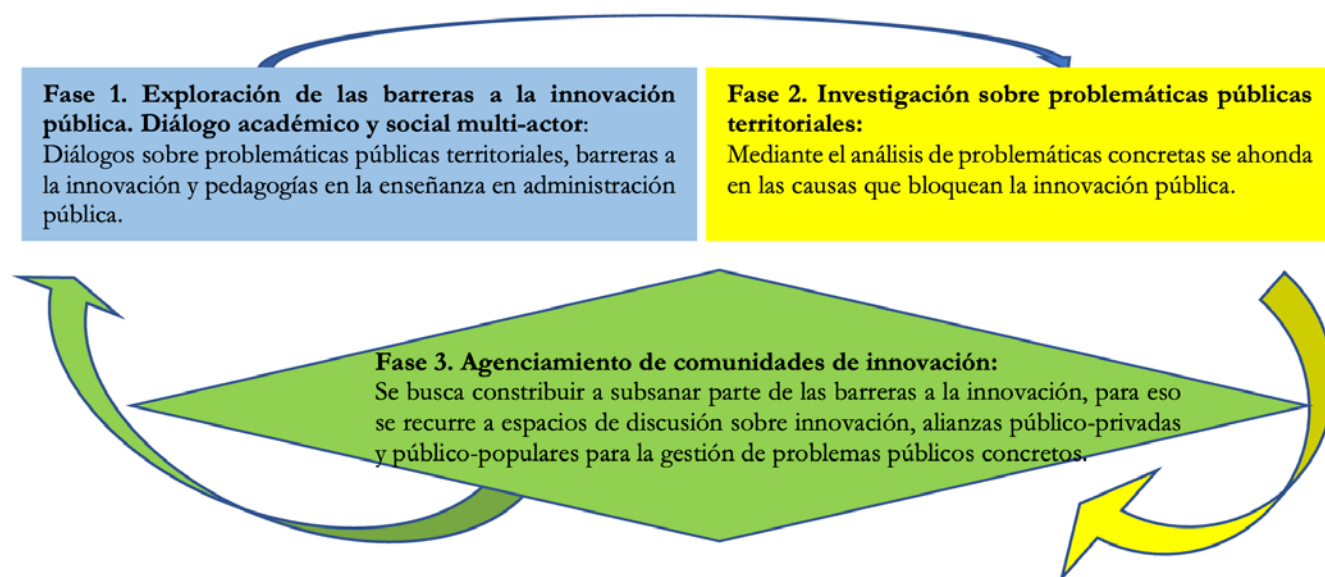 Fase 1. Exploración de las barreras a la innovación
pública. Diálogo académico y social multi-actor:
Diálogos sobre problemáticas públicas territoriales, barreras a
la innovación y pedagogías en la enseñanza en administración
pública.
Fase 2. Investigación sobre problemáticas públicas
territoriales:
Mediante el análisis de problemáticas concretas se ahonda
en las causas que bloquean la innovación pública.
Fase 3. Agenciamiento de comunidades de innovación:
Se busca constribuir a subsanar parte de las barreras a la innovación, para eso
se recurre a espacios de discusión sobre innovación, alianzas público-privadas
y público-populares para la gestión de problemas públicos concretos.